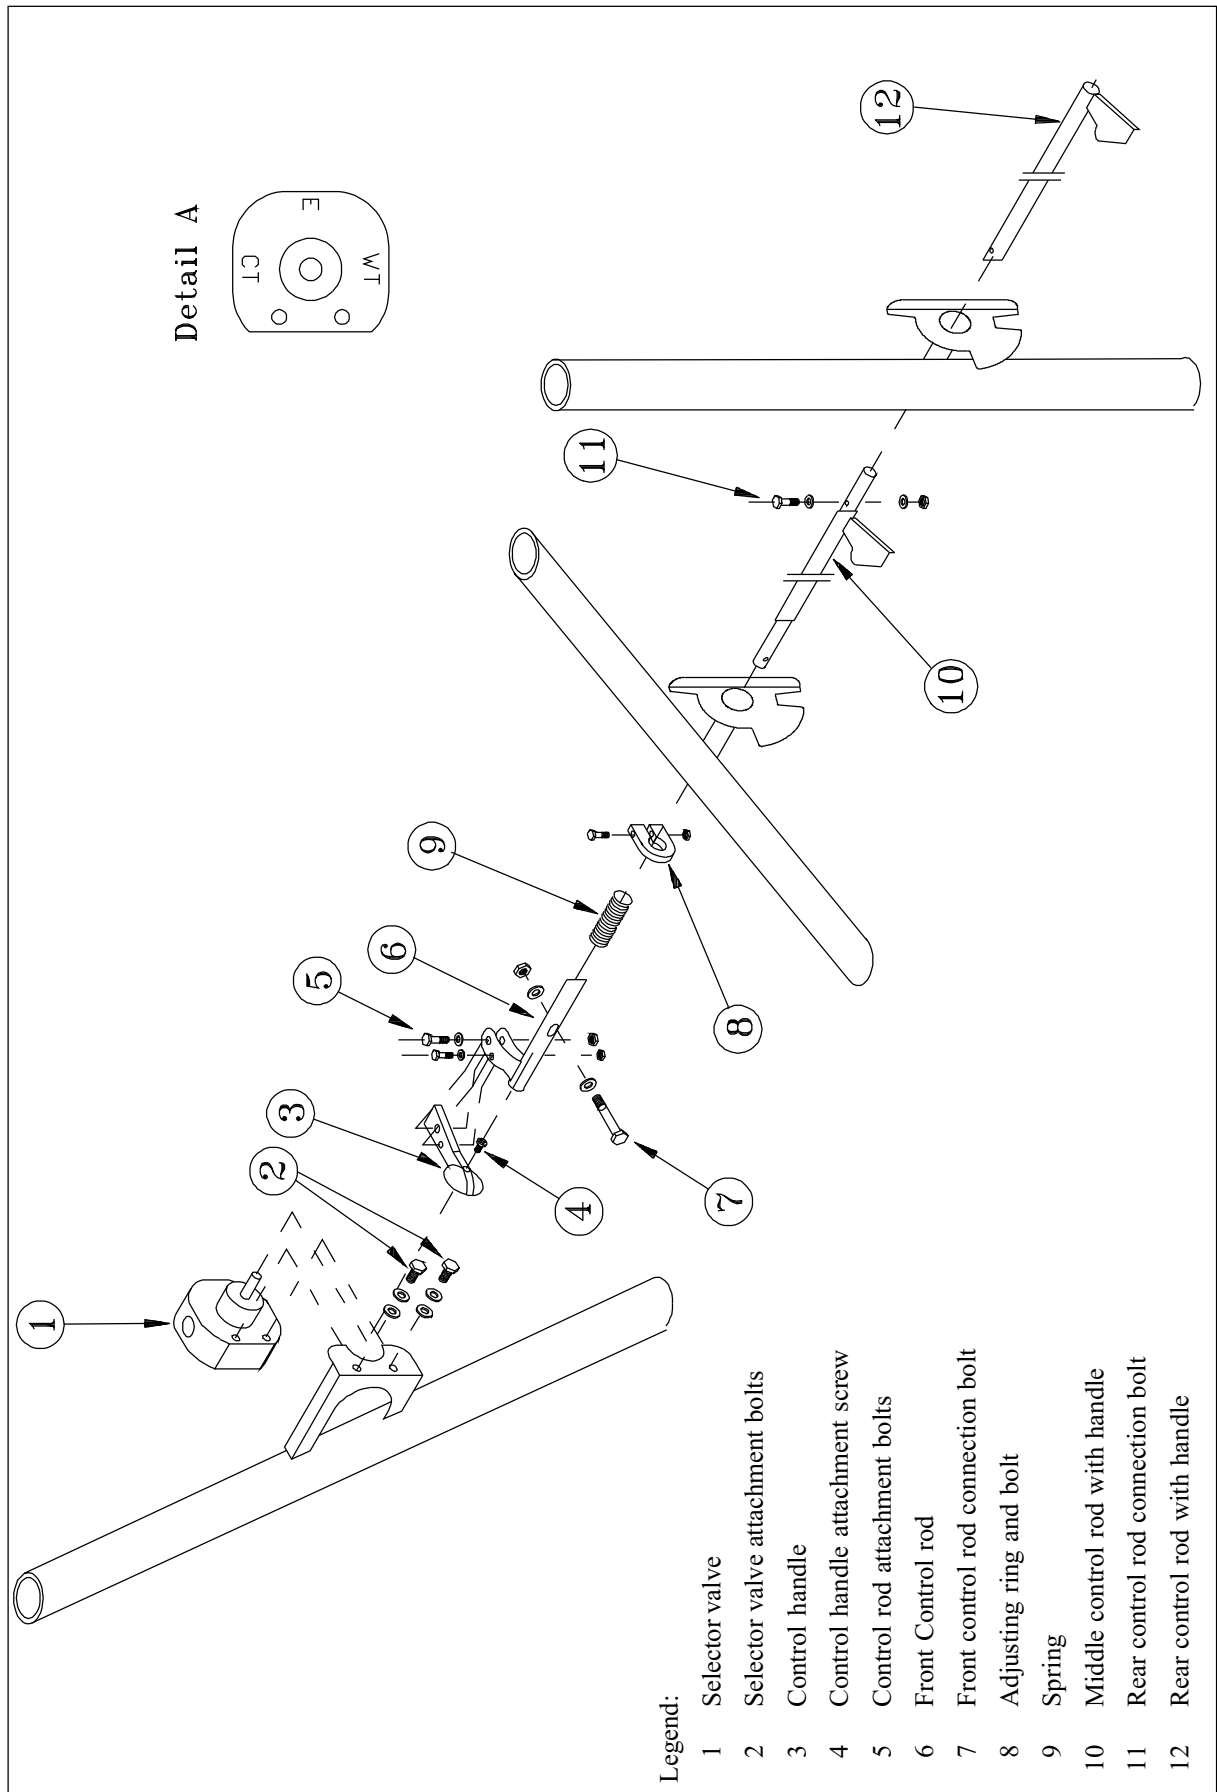 Detail A
CT
E
WT
1
2
3
4
5
6
7
8
9
10
11
12
Legend:
1 Selector valve
2 Selector valve attachment bolts
3 Control handle
4 Control handle attachment screw
5 Control rod attachment bolts
6 Front Control rod
7 Front control rod connection bolt
8 Adjusting ring and bolt
9 Spring
10 Middle control rod with handle
11 Rear control rod connection bolt
12 Rear control rod with handle